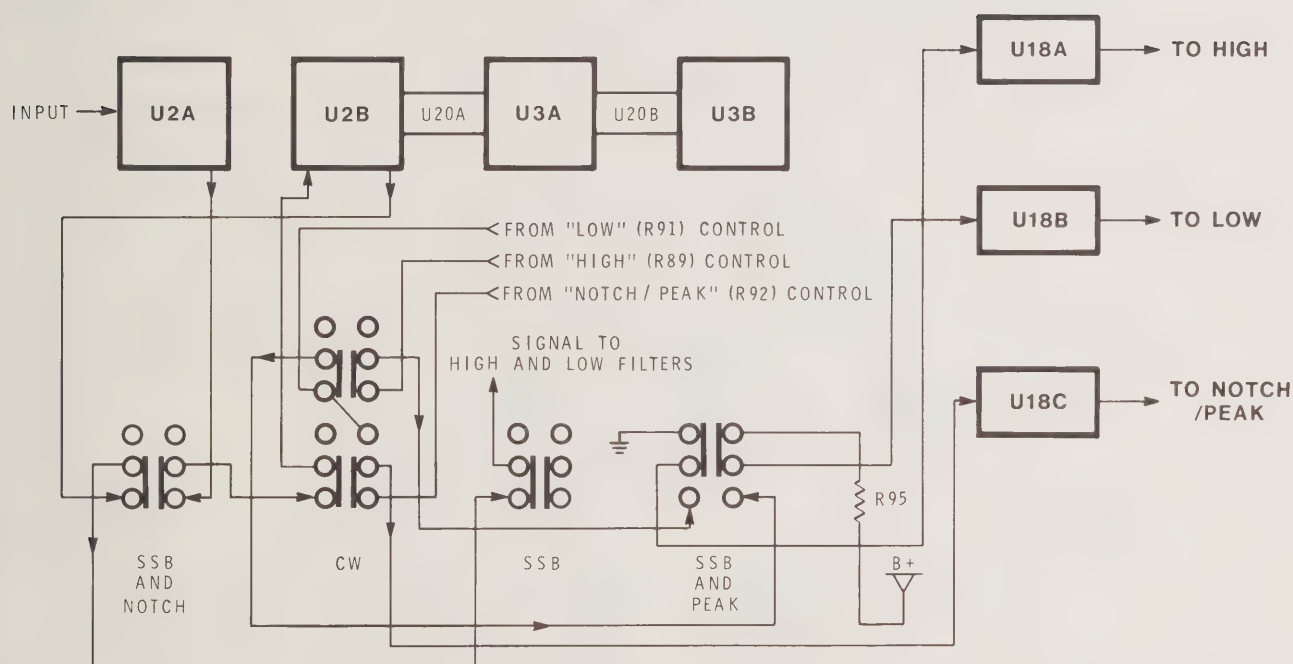 U18A
TO HIGH
INPUT
U2A
U2B
U20A
U3A
U20B
U3B
U18B
TO LOW
FROM "LOW" (R91) CONTROL
FROM "HIGH" (R89) CONTROL
FROM "NOTCH/PEAK" (R92) CONTROL
SIGNAL TO
HIGH AND LOW FILTERS
U18C
TO NOTCH
/PEAK
R95
B+
SSB
AND
NOTCH
CW
SSB
SSB
AND
PEAK